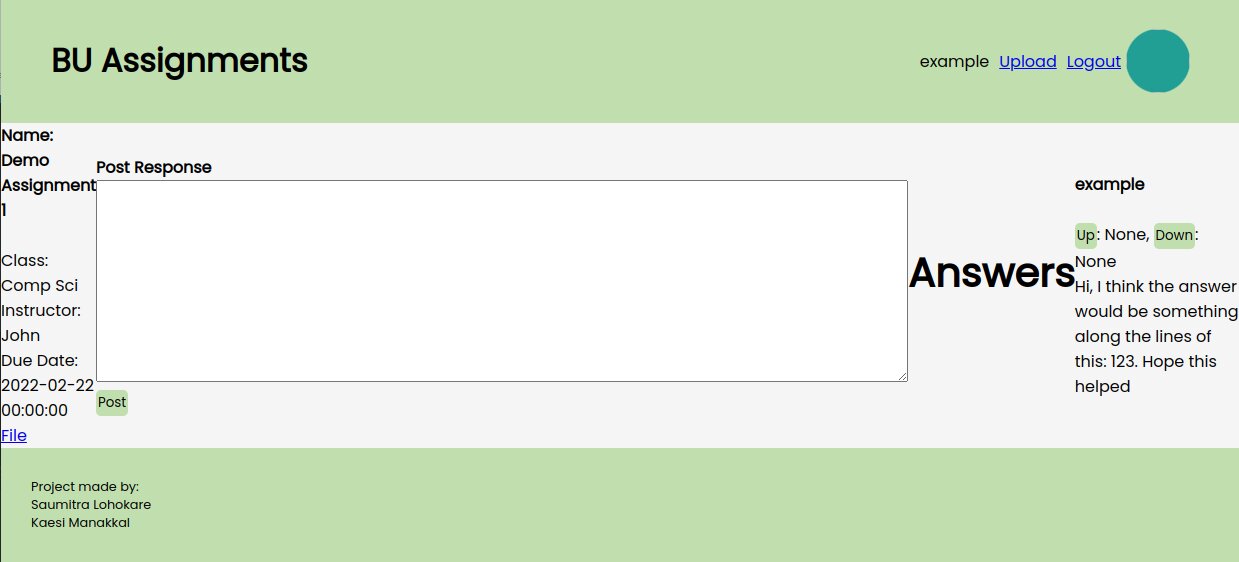 BU Assignments
example Upload Logout
Name:
Demo
Assignment
1
Class:
Comp Sci
Instructor:
John
Due Date:
2022-02-22
00:00:00
File
Post Response
Post
Answers
example
Up: None, Down:
None
Hi, I think the answer
would be something
along the lines of
this: 123. Hope this
helped
Project made by:
Saumitra Lohokare
Kaesi Manakkal